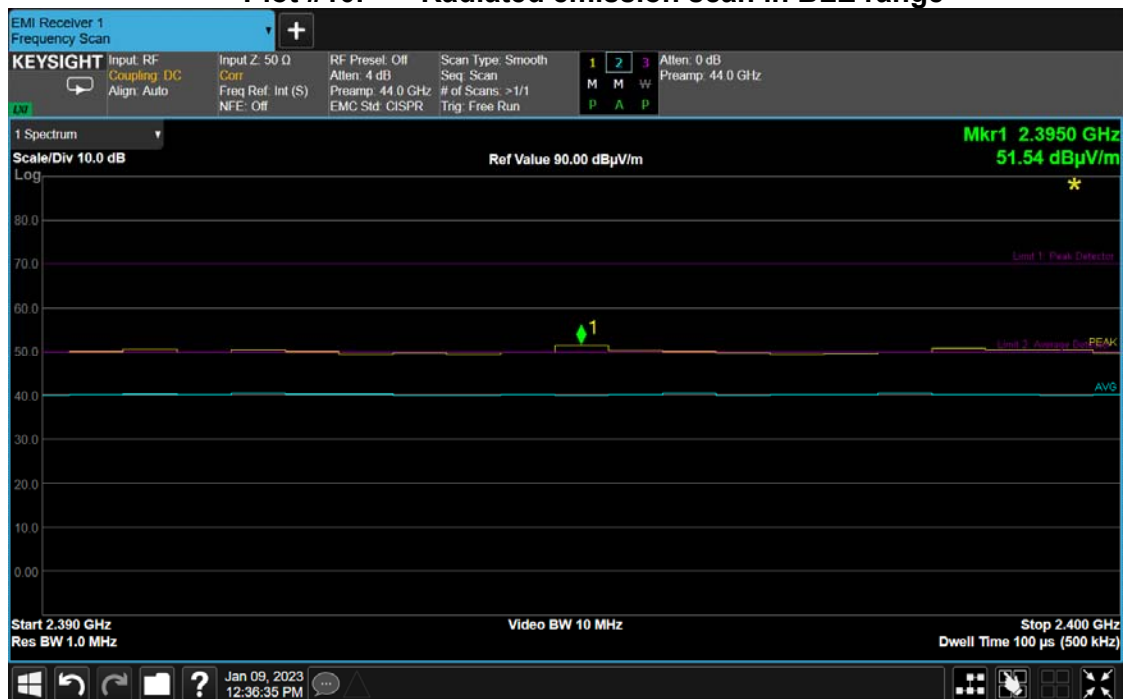 EMI Receiver 1
Frequency Scan
KEYSIGHT
Input: RF
Coupling: DC
Align: Auto
Input Z: 50 Ω
Corr
Freq Ref: Int (S)
NFE: Off
RF Presel: Off
Atten: 4 dB
Preamp: 44.0 GHz
EMC Std: CISPR
Scan Type: Smooth
Seq: Scan
# of Scans: >1/1
Trig: Free Run
1 2 3
M M W
P A P
Atten: 0 dB
Preamp: 44.0 GHz
LXI
1 Spectrum
Scale/Div 10.0 dB
Ref Value 90.00 dBµV/m
Mkr1 2.3950 GHz
51.54 dBµV/m
Log
*
80.0
70.0
Limit 1: Peak Detector
60.0
1
50.0
Limit 2: Average
PEAK
AVG
40.0
30.0
20.0
10.0
0.00
Start 2.390 GHz
Video BW 10 MHz
Stop 2.400 GHz
Res BW 1.0 MHz
Dwell Time 100 µs (500 kHz)
?
Jan 09, 2023
12:36:35 PM